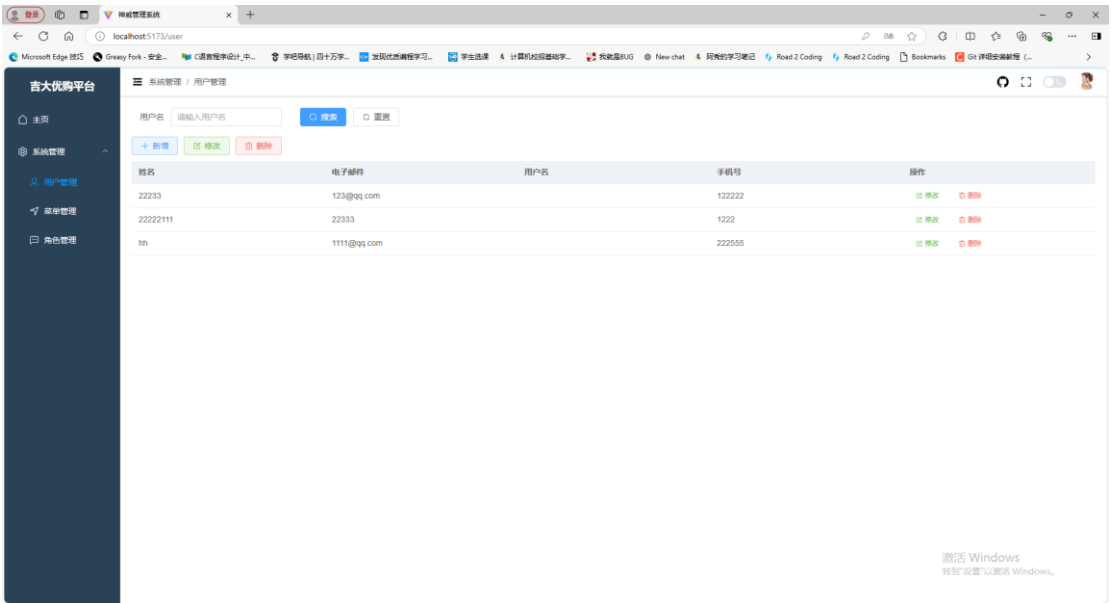 登录 神威管理系统
localhost:5173/user
Microsoft Edge 技巧 Greasy Fork - 安全... C语言程序设计_中... 学吧导航 | 四十万学... 发现优质编程学习... 学生选课 计算机校招基础学... 我就是BUG New chat 阿秀的学习笔记 Road 2 Coding Road 2 Coding Bookmarks Git 详细安装教程 (...
吉大优购平台 系统管理 / 用户管理
主页 用户名 请输入用户名 搜索 重置
系统管理 新增 修改 删除
姓名 电子邮件 用户名 手机号 操作
用户管理 22233 123@qq.com 122222 修改 删除
菜单管理 22222111 22333 1222 修改 删除
角色管理 hh 1111@qq.com 222555 修改 删除
激活 Windows
转到"设置"以激活 Windows。